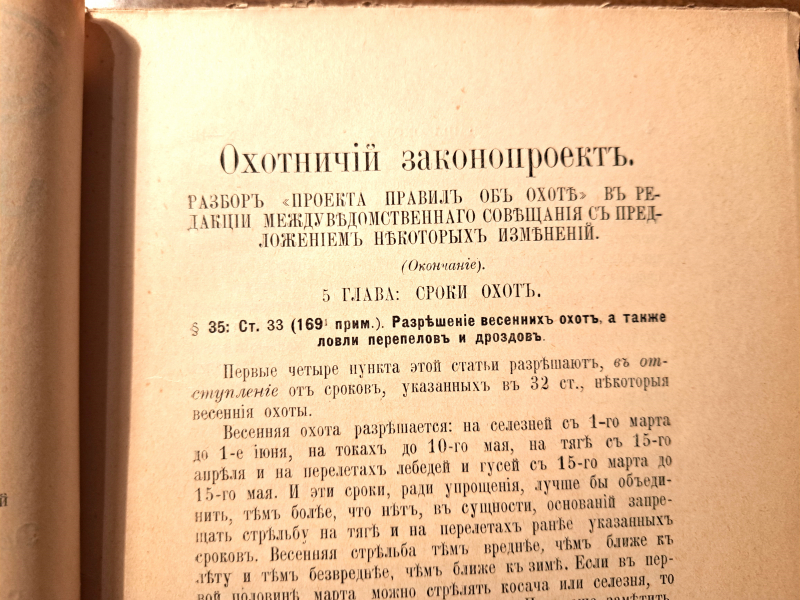 Охотничій законопроектъ.
РАЗБОРЪ «ПРОЕКТА ПРАВИЛЪ ОБЪ ОХОТѢ» ВЪ РЕ-
ДАКЦІИ МЕЖДУВѢДОМСТВЕННАГО СОВѢЩАНІЯ СЪ ПРЕД-
ЛОЖЕНІЕМЪ НѢКОТОРЫХЪ ИЗМѢНЕНІЙ.
(Окончаніе).
5 ГЛАВА: СРОКИ ОХОТЪ.
§ 35: Ст. 33 (169¹ прим.). Разрѣшеніе весеннихъ охотъ, а также
ловли перепеловъ и дроздовъ.
Первые четыре пункта этой статьи разрѣшаютъ, въ от-
ступленіе отъ сроковъ, указанныхъ въ 32 ст., нѣкоторыя
весеннія охоты.
Весенняя охота разрѣшается: на селезней съ 1-го марта
до 1-е іюня, на токахъ до 10-го мая, на тягѣ съ 15-го
апрѣля и на перелетахъ лебедей и гусей съ 15-го марта до
15-го мая. И эти сроки, ради упрощенія, лучше бы объеди-
нить, тѣмъ болѣе, что нѣтъ, въ сущности, основаній запре-
щать стрѣльбу на тягѣ и на перелетахъ ранѣе указанныхъ
сроковъ. Весенняя стрѣльба тѣмъ вреднѣе, чѣмъ ближе къ
лѣту и тѣмъ безвреднѣе, чѣмъ ближе къ зимѣ. Если въ пер-
вой половинѣ марта можно стрѣлять косача или селезня, то
замѣтить
й